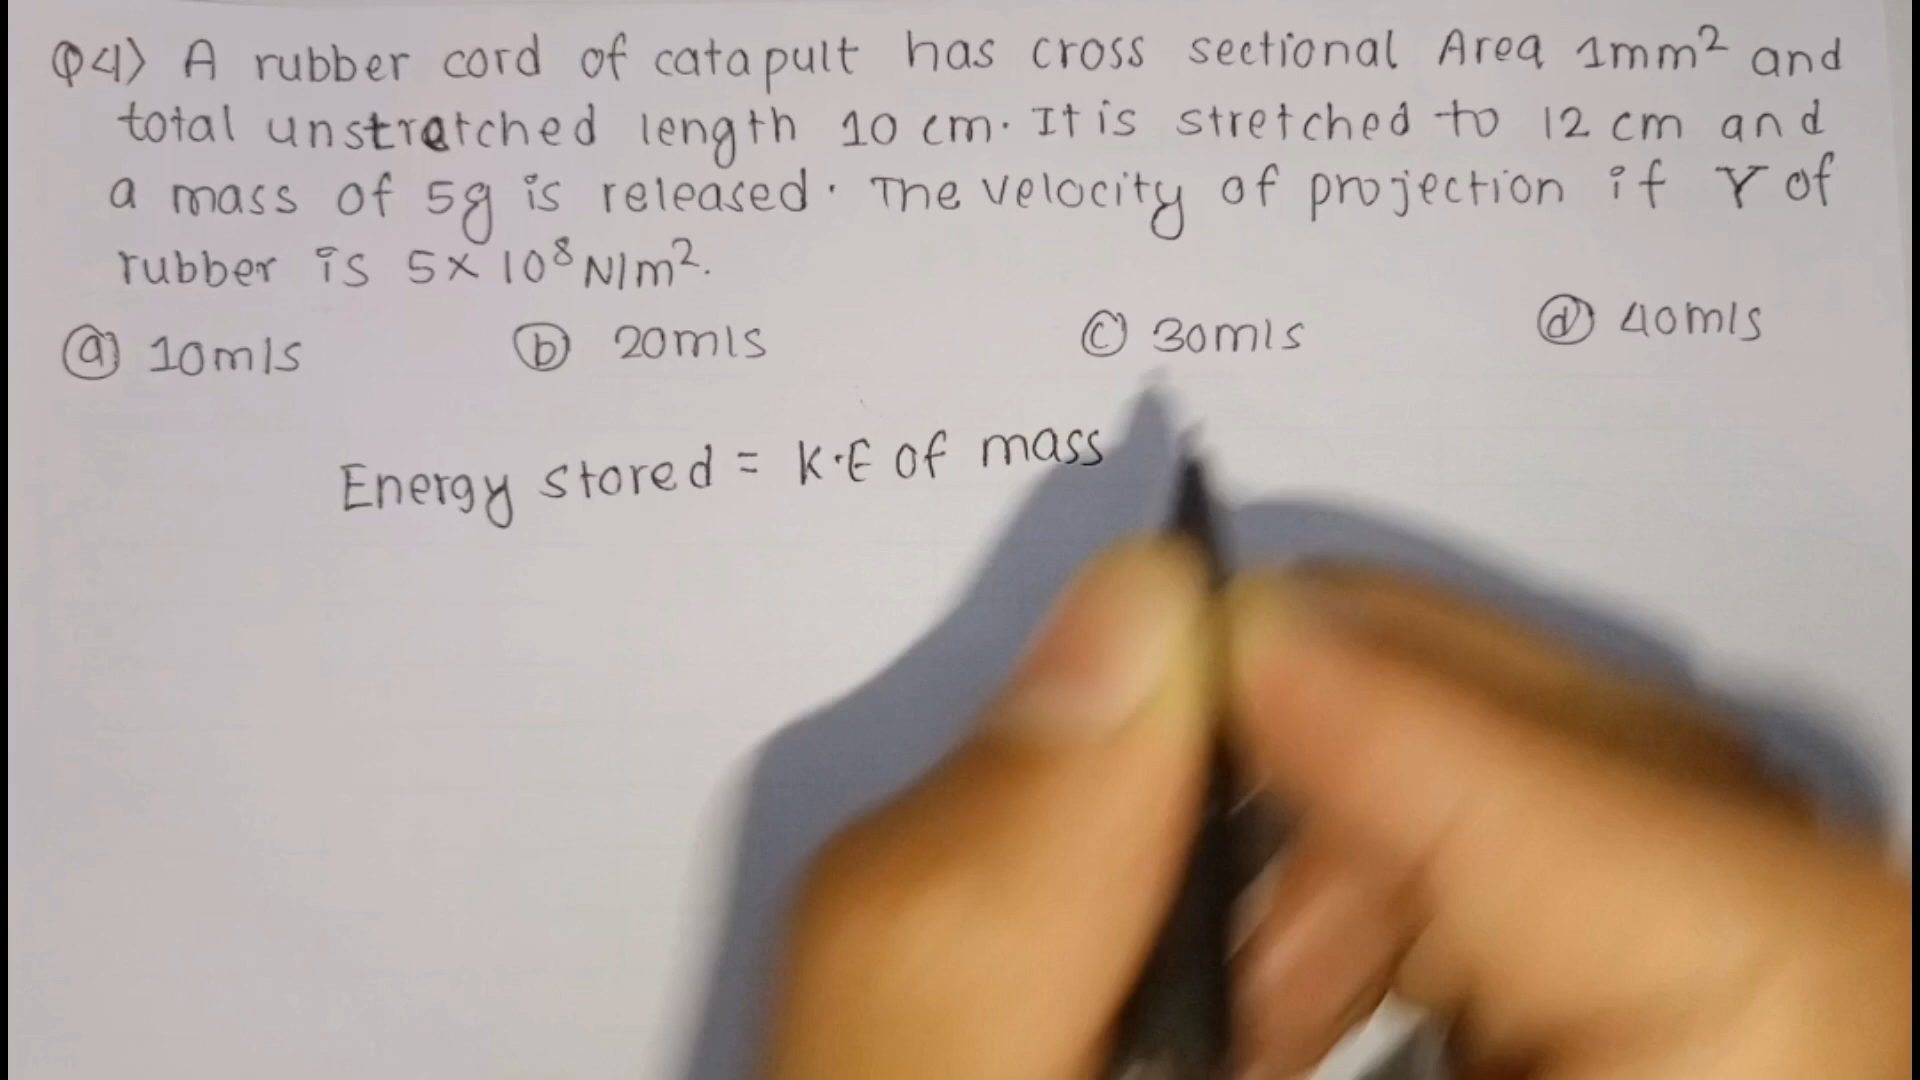 Q4) A rubber cord of catapult has cross sectional Area 1mm² and
total unstretched length 10 cm. It is stretched to 12 cm and
a mass of 5g is released. The velocity of projection if Y of
rubber is 5 × 10⁸ N/m².
ⓐ 10m/s ⓑ 20m/s ⓒ 30m/s ⓓ 40m/s
Energy stored = K·E of mass